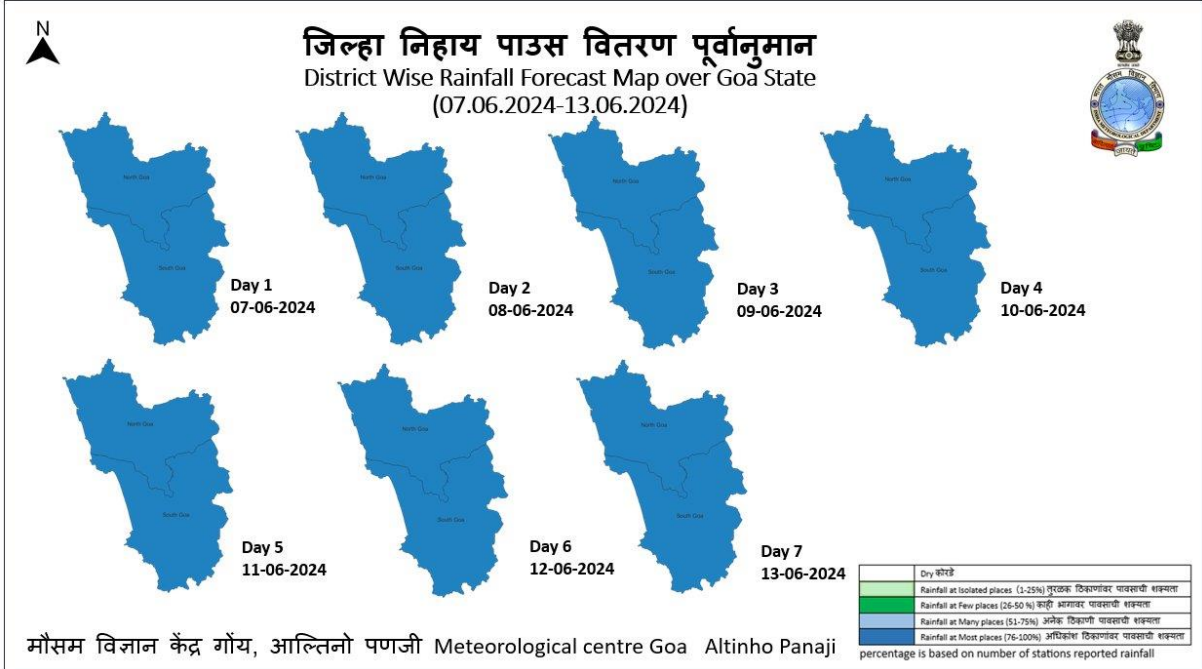 N
जिल्हा निहाय पाउस वितरण पूर्वानुमान
District Wise Rainfall Forecast Map over Goa State
(07.06.2024-13.06.2024)
North Goa
South Goa
Day 1
07-06-2024
North Goa
South Goa
Day 2
08-06-2024
North Goa
South Goa
Day 3
09-06-2024
North Goa
South Goa
Day 4
10-06-2024
North Goa
South Goa
Day 5
11-06-2024
North Goa
South Goa
Day 6
12-06-2024
North Goa
South Goa
Day 7
13-06-2024
Dry कोरडे
Rainfall at Isolated places (1-25%) तुरळक ठिकाणांवर पावसाची शक्यता
Rainfall at Few places (26-50 %) काही भागावर पावसाची शक्यता
Rainfall at Many places (51-75%) अनेक ठिकाणी पावसाची शक्यता
Rainfall at Most places (76-100%) अधिकांश ठिकाणांवर पावसाची शक्यता
percentage is based on number of stations reported rainfall
मौसम विज्ञान केंद्र गोंय, आल्तिनो पणजी Meteorological centre Goa Altinho Panaji